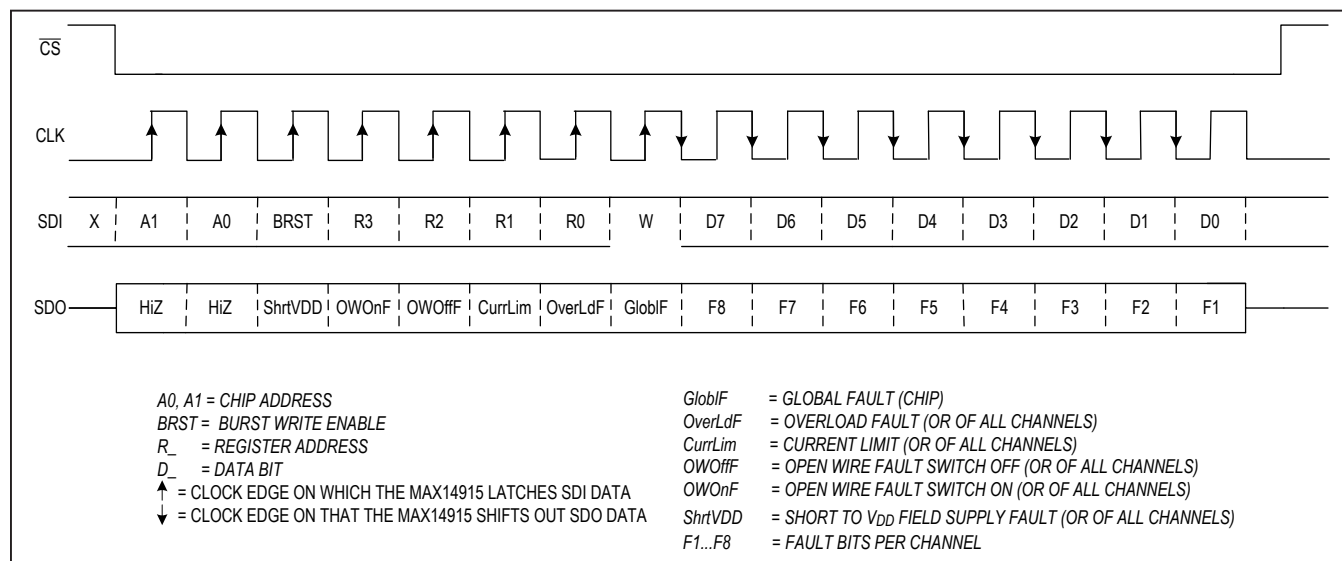 CS
CLK
SDI X A1 A0 BRST R3 R2 R1 R0 W D7 D6 D5 D4 D3 D2 D1 D0
SDO HiZ HiZ ShrtVDD OWOnF OWOffF CurrLim OverLdF GloblF F8 F7 F6 F5 F4 F3 F2 F1
A0, A1 = CHIP ADDRESS
BRST = BURST WRITE ENABLE
R_ = REGISTER ADDRESS
D_ = DATA BIT
↑ = CLOCK EDGE ON WHICH THE MAX14915 LATCHES SDI DATA
↓ = CLOCK EDGE ON THAT THE MAX14915 SHIFTS OUT SDO DATA
GloblF = GLOBAL FAULT (CHIP)
OverLdF = OVERLOAD FAULT (OR OF ALL CHANNELS)
CurrLim = CURRENT LIMIT (OR OF ALL CHANNELS)
OWOffF = OPEN WIRE FAULT SWITCH OFF (OR OF ALL CHANNELS)
OWOnF = OPEN WIRE FAULT SWITCH ON (OR OF ALL CHANNELS)
ShrtVDD = SHORT TO VDD FIELD SUPPLY FAULT (OR OF ALL CHANNELS)
F1...F8 = FAULT BITS PER CHANNEL